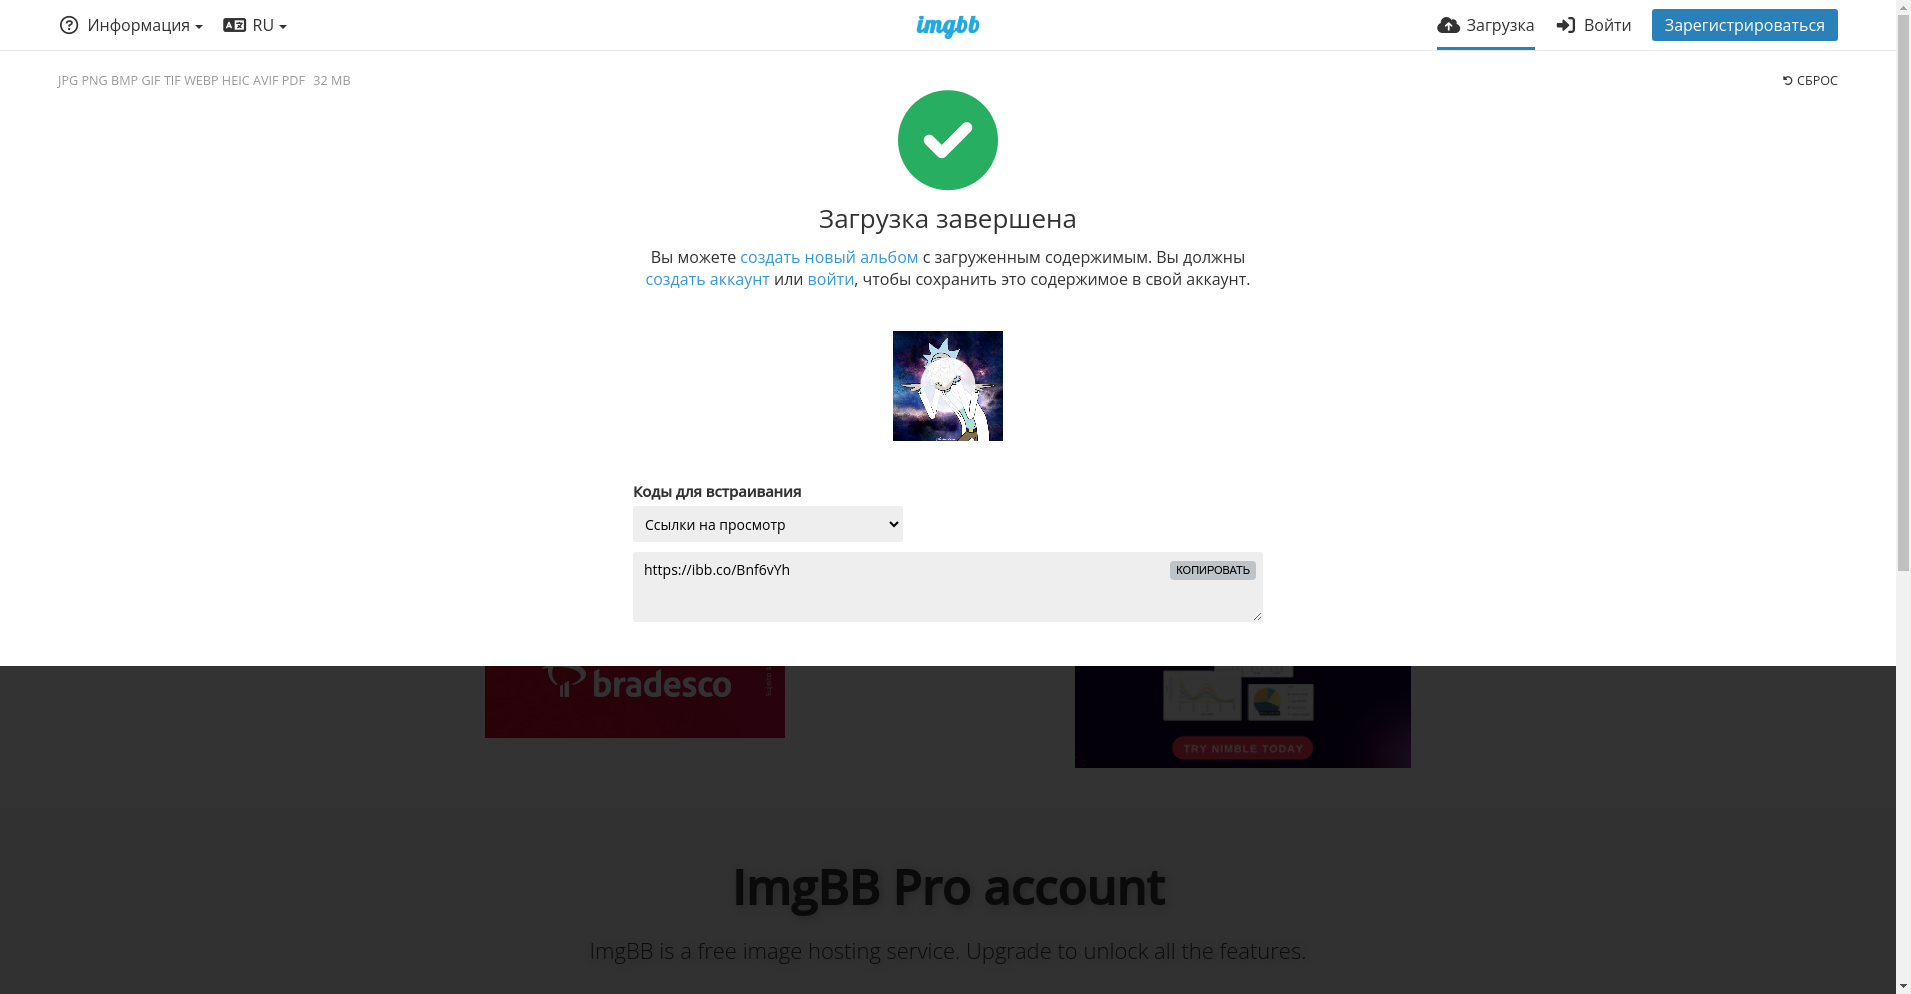 Информация
RU
imgbb
Загрузка
Войти
Зарегистрироваться
JPG PNG BMP GIF TIF WEBP HEIC AVIF PDF 32 MB
СБРОС
Загрузка завершена
Вы можете создать новый альбом с загруженным содержимым. Вы должны
создать аккаунт или войти, чтобы сохранить это содержимое в свой аккаунт.
Коды для встраивания
Ссылки на просмотр
https://ibb.co/Bnf6vYh
КОПИРОВАТЬ
bradesco
TRY NIMBLE TODAY
ImgBB Pro account
ImgBB is a free image hosting service. Upgrade to unlock all the features.